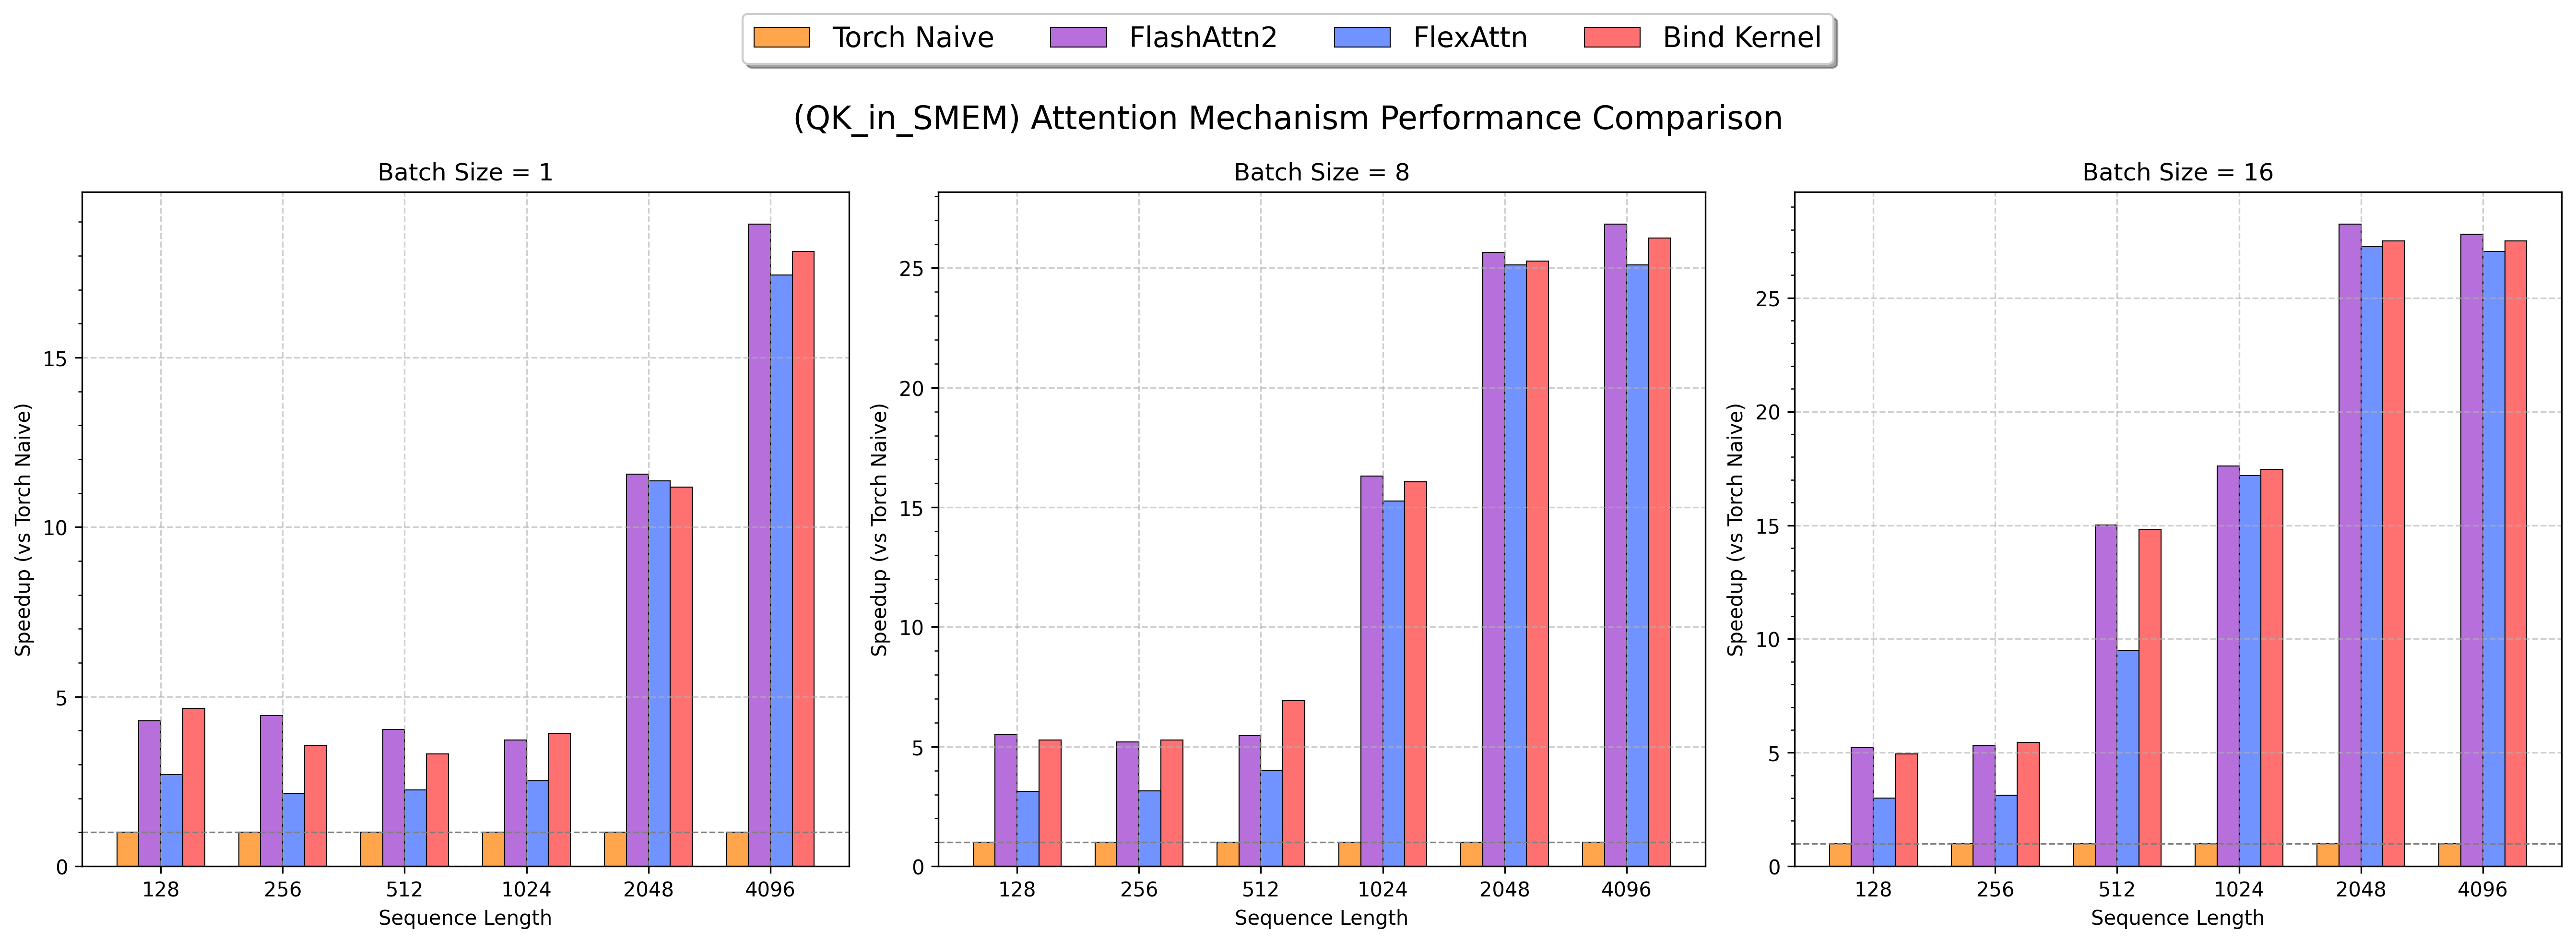 Torch Naive FlashAttn2 FlexAttn Bind Kernel
(QK_in_SMEM) Attention Mechanism Performance Comparison
Batch Size = 1
15
10
5
0
Speedup (vs Torch Naive)
128 256 512 1024 2048 4096
Sequence Length
Batch Size = 8
25
20
15
10
5
0
Speedup (vs Torch Naive)
128 256 512 1024 2048 4096
Sequence Length
Batch Size = 16
25
20
15
10
5
0
Speedup (vs Torch Naive)
128 256 512 1024 2048 4096
Sequence Length